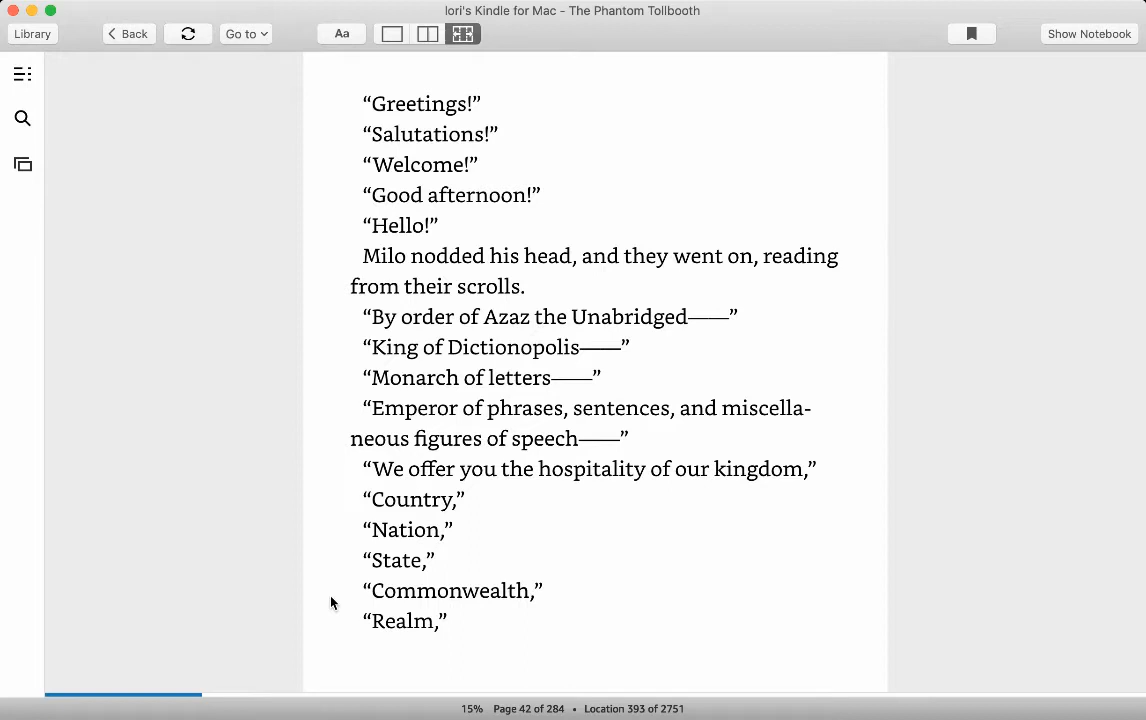 lori's Kindle for Mac - The Phantom Tollbooth
Library
Back
Go to
Aa
Show Notebook
“Greetings!”
“Salutations!”
“Welcome!”
“Good afternoon!”
“Hello!”
Milo nodded his head, and they went on, reading
from their scrolls.
“By order of Azaz the Unabridged——”
“King of Dictionopolis——”
“Monarch of letters——”
“Emperor of phrases, sentences, and miscella-
neous figures of speech——”
“We offer you the hospitality of our kingdom,”
“Country,”
“Nation,”
“State,”
“Commonwealth,”
“Realm,”
15% Page 42 of 284 • Location 393 of 2751